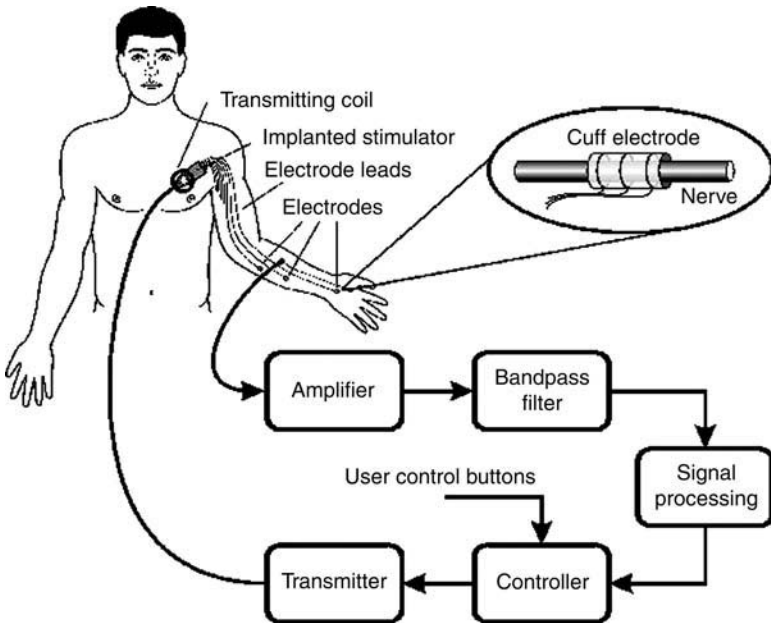 Transmitting coil
Implanted stimulator
Electrode leads
Electrodes
Cuff electrode
Nerve
Amplifier
Bandpass
filter
Signal
processing
User control buttons
Transmitter
Controller